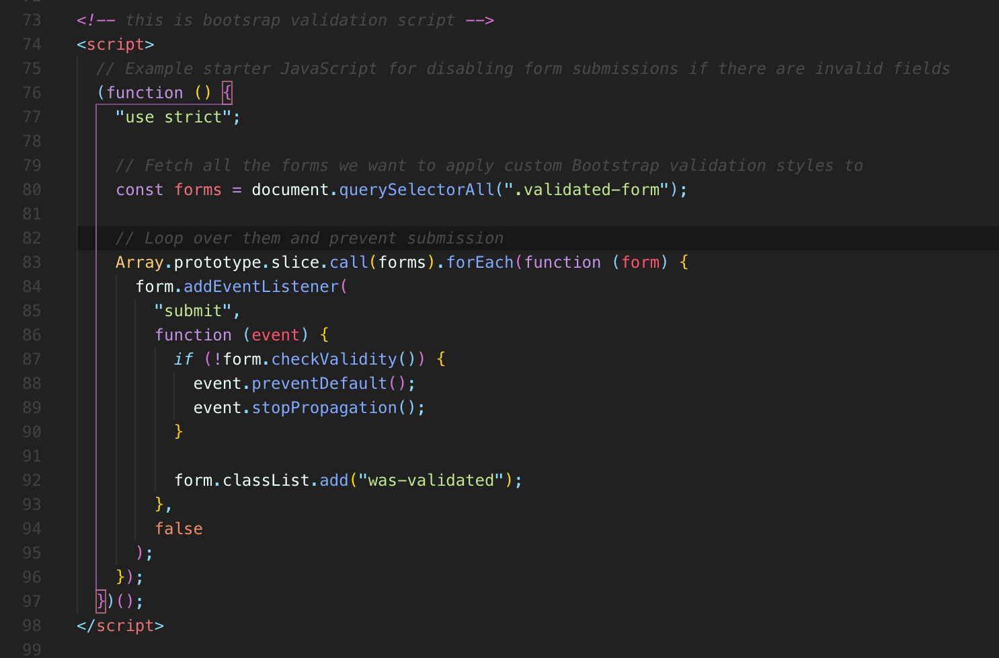 73 <!-- this is bootsrap validation script -->
74 <script>
75 // Example starter JavaScript for disabling form submissions if there are invalid fields
76 (function () {
77 "use strict";
78
79 // Fetch all the forms we want to apply custom Bootstrap validation styles to
80 const forms = document.querySelectorAll(".validated-form");
81
82 // Loop over them and prevent submission
83 Array.prototype.slice.call(forms).forEach(function (form) {
84 form.addEventListener(
85 "submit",
86 function (event) {
87 if (!form.checkValidity()) {
88 event.preventDefault();
89 event.stopPropagation();
90 }
91
92 form.classList.add("was-validated");
93 },
94 false
95 );
96 });
97 })();
98 </script>
99